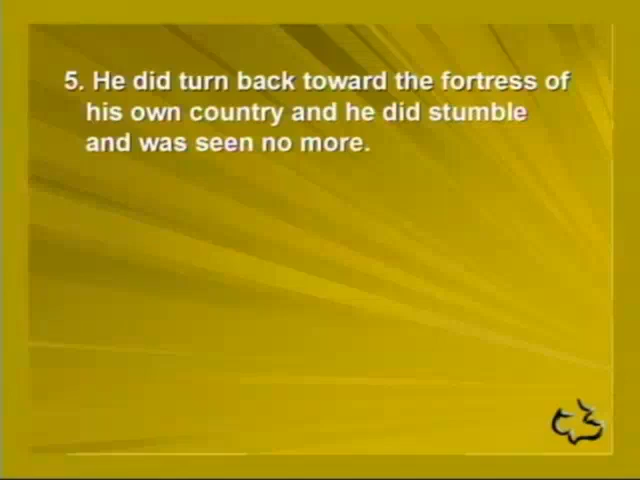 5. He did turn back toward the fortress of
his own country and he did stumble
and was seen no more.